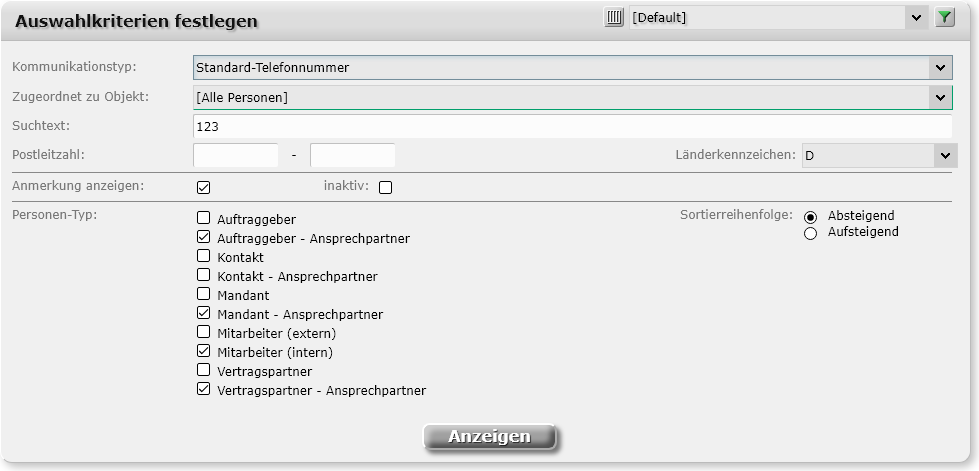 Auswahlkriterien festlegen
[Default]
Kommunikationstyp:
Standard-Telefonnummer
Zugeordnet zu Objekt:
[Alle Personen]
Suchtext:
123
Postleitzahl:
-
Länderkennzeichen:
D
Anmerkung anzeigen:
inaktiv:
Personen-Typ:
Auftraggeber
Auftraggeber - Ansprechpartner
Kontakt
Kontakt - Ansprechpartner
Mandant
Mandant - Ansprechpartner
Mitarbeiter (extern)
Mitarbeiter (intern)
Vertragspartner
Vertragspartner - Ansprechpartner
Sortierreihenfolge:
Absteigend
Aufsteigend
Anzeigen